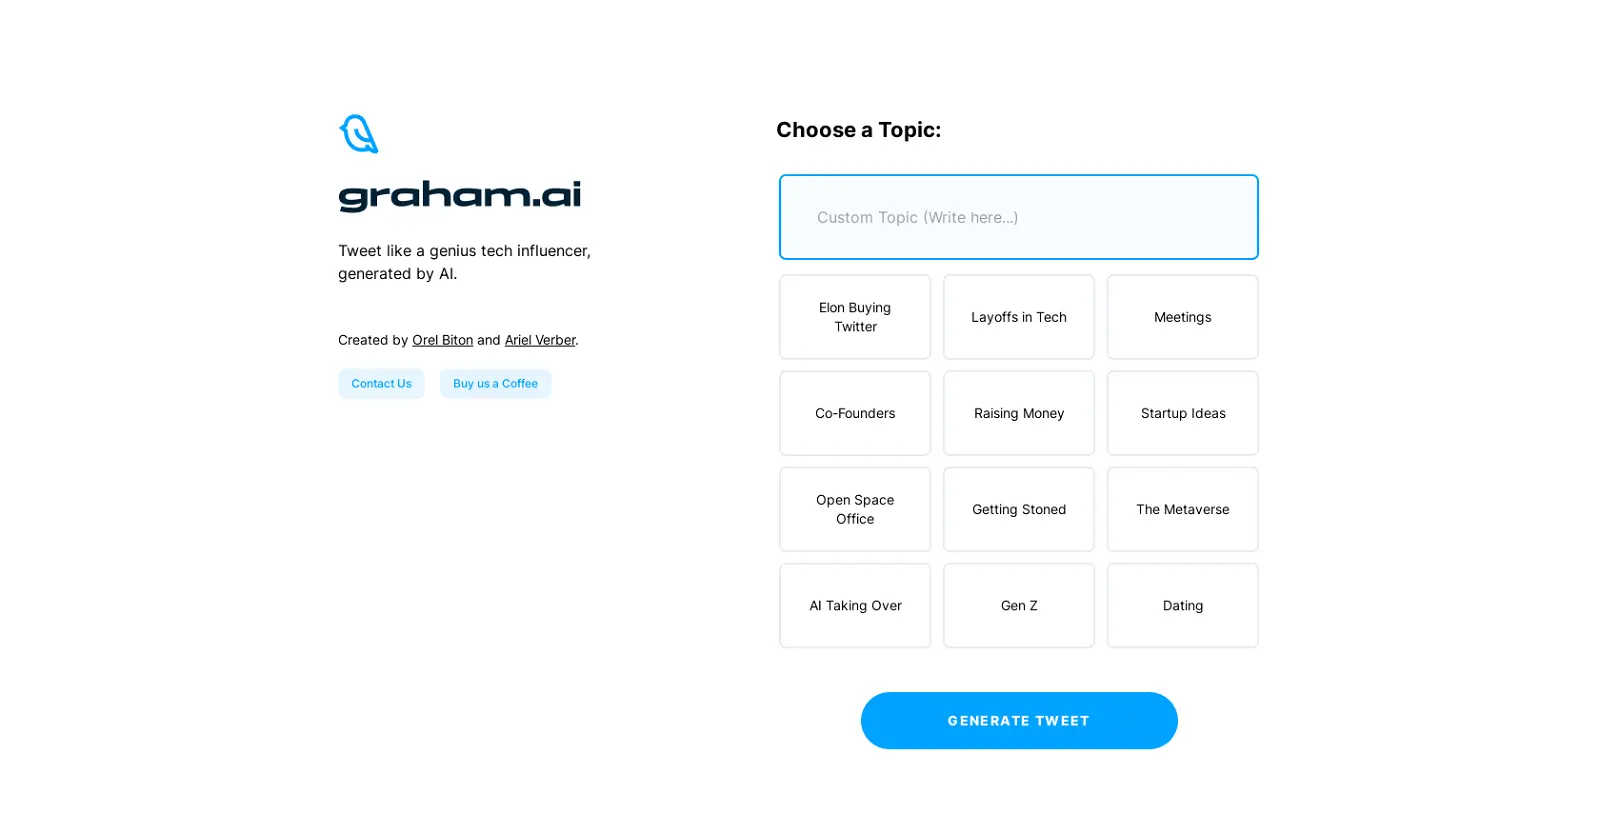 graham.ai
Tweet like a genius tech influencer,
generated by AI.
Created by Orel Biton and Ariel Verber.
Contact Us
Buy us a Coffee
Choose a Topic:
Custom Topic (Write here...)
Elon Buying
Twitter
Layoffs in Tech
Meetings
Co-Founders
Raising Money
Startup Ideas
Open Space
Office
Getting Stoned
The Metaverse
AI Taking Over
Gen Z
Dating
GENERATE TWEET